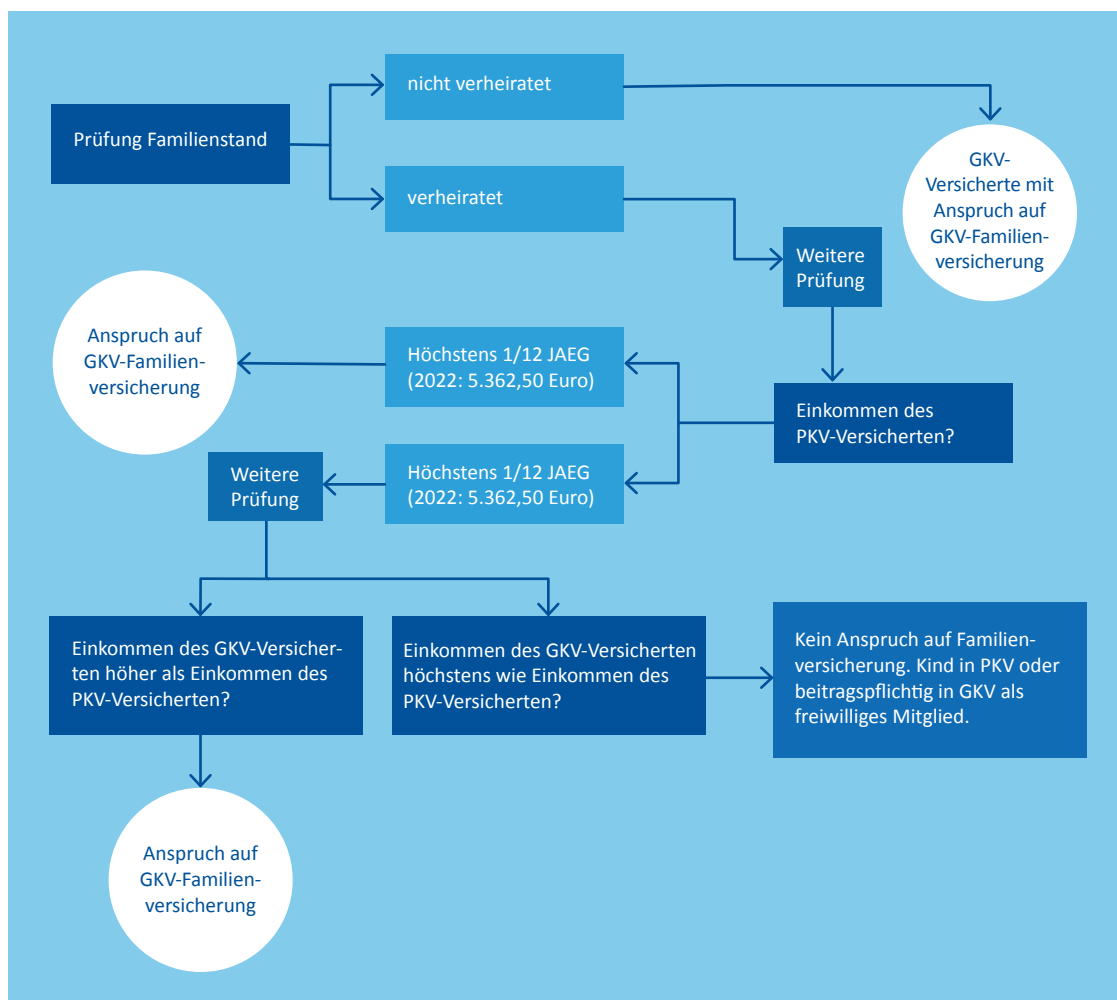 nicht verheiratet
Prüfung Familienstand
verheiratet
GKV-
Versicherte mit
Anspruch auf
GKV-Familien-
versicherung
Weitere
Prüfung
Anspruch auf
GKV-Familien-
versicherung
Höchstens 1/12 JAEG
(2022: 5.362,50 Euro)
Einkommen des
PKV-Versicherten?
Weitere
Prüfung
Höchstens 1/12 JAEG
(2022: 5.362,50 Euro)
Einkommen des GKV-Versicher-
ten höher als Einkommen des
PKV-Versicherten?
Einkommen des GKV-Versicherten
höchstens wie Einkommen des
PKV-Versicherten?
Kein Anspruch auf Familien-
versicherung. Kind in PKV oder
beitragspflichtig in GKV als
freiwilliges Mitglied.
Anspruch auf
GKV-Familien-
versicherung